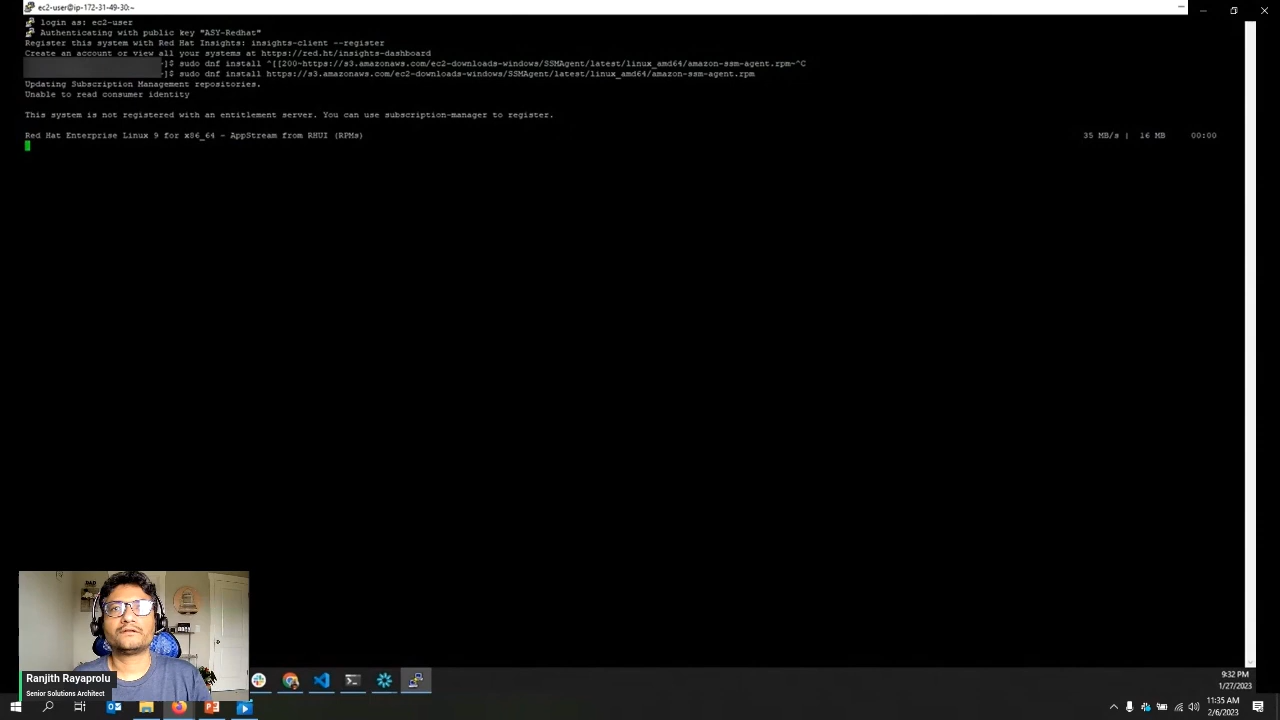 ec2-user@ip-172-31-49-30:~
login as: ec2-user
Authenticating with public key "ASY-Redhat"
Register this system with Red Hat Insights: insights-client --register
Create an account or view all your systems at https://red.ht/insights-dashboard
~]$ sudo dnf install ^[[200~https://s3.amazonaws.com/ec2-downloads-windows/SSMAgent/latest/linux_amd64/amazon-ssm-agent.rpm~^C
~]$ sudo dnf install https://s3.amazonaws.com/ec2-downloads-windows/SSMAgent/latest/linux_amd64/amazon-ssm-agent.rpm
Updating Subscription Management repositories.
Unable to read consumer identity
This system is not registered with an entitlement server. You can use subscription-manager to register.
Red Hat Enterprise Linux 9 for x86_64 - AppStream from RHUI (RPMs) 35 MB/s | 16 MB 00:00
Ranjith Rayaprolu
Senior Solutions Architect
9:32 PM
1/27/2023
11:35 AM
2/6/2023